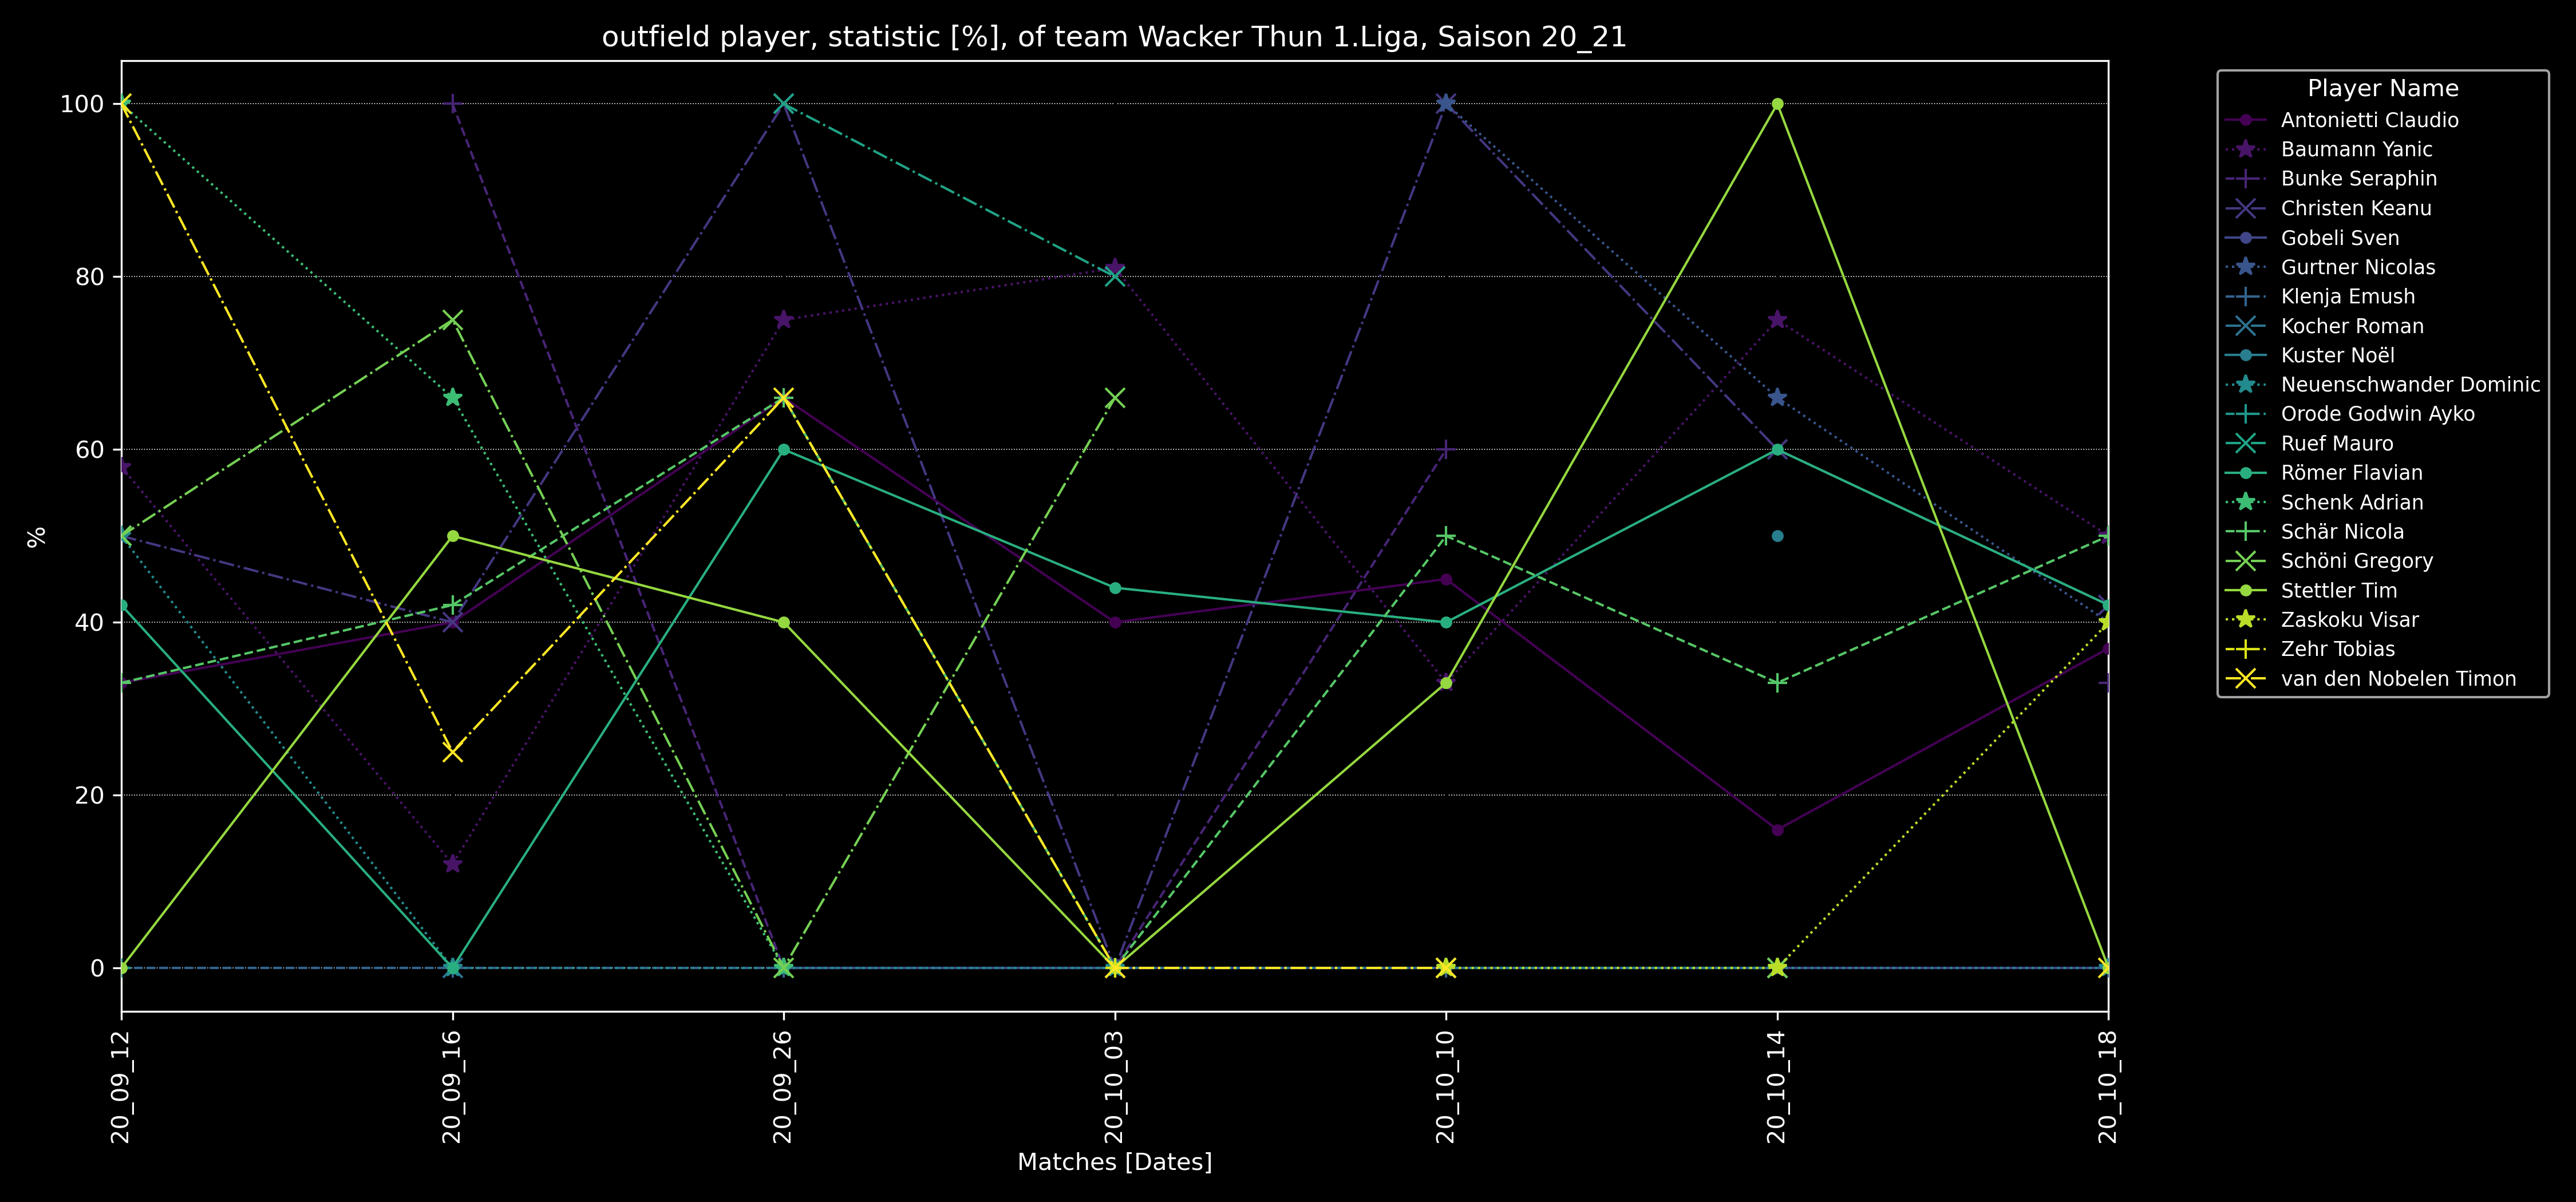 outfield player, statistic [%], of team Wacker Thun 1.Liga, Saison 20_21
100
80
60
40
20
0
%
20_09_12
20_09_16
20_09_26
20_10_03
20_10_10
20_10_14
20_10_18
Matches [Dates]
Player Name
Antonietti Claudio
Baumann Yanic
Bunke Seraphin
Christen Keanu
Gobeli Sven
Gurtner Nicolas
Klenja Emush
Kocher Roman
Kuster Noël
Neuenschwander Dominic
Orode Godwin Ayko
Ruef Mauro
Römer Flavian
Schenk Adrian
Schär Nicola
Schöni Gregory
Stettler Tim
Zaskoku Visar
Zehr Tobias
van den Nobelen Timon